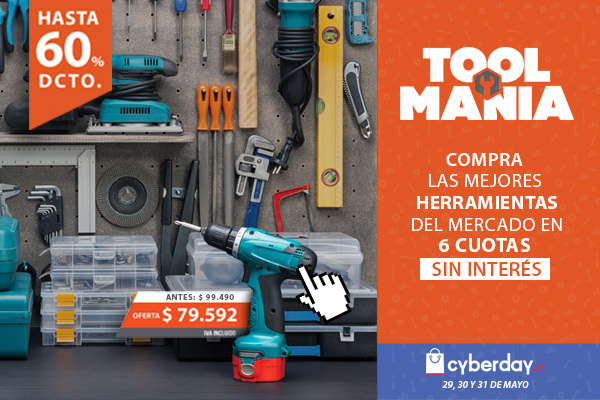 HASTA
60%
DCTO.
ANTES: $ 99.490
OFERTA $ 79.592
IVA INCLUIDO
TOOL
MANIA
COMPRA
LAS MEJORES
HERRAMIENTAS
DEL MERCADO EN
6 CUOTAS
SIN INTERÉS
cyberday.cl
29, 30 Y 31 DE MAYO